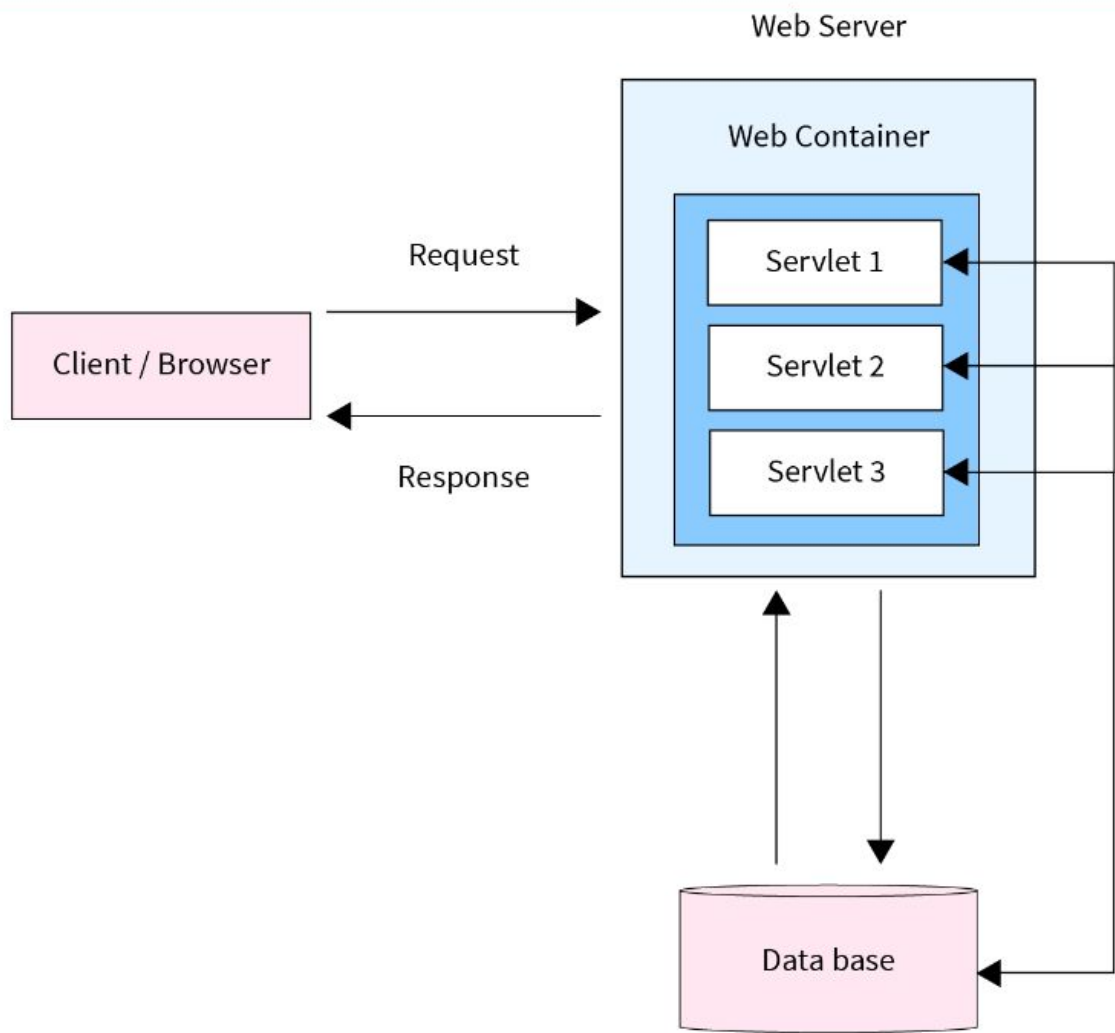 Web Server
Web Container
Servlet 1
Request
Client / Browser
Servlet 2
Servlet 3
Response
Data base